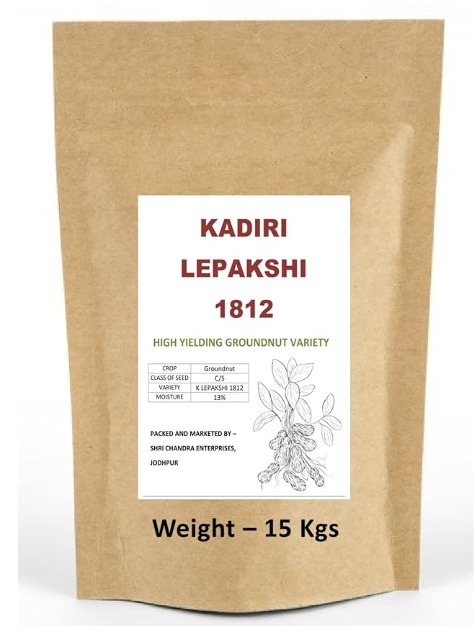 KADIRI
LEPAKSHI
1812
HIGH YIELDING GROUNDNUT VARIETY
CROP Groundnut
CLASS OF SEED C/S
VARIETY K LEPAKSHI 1812
MOISTURE 13%
PACKED AND MARKETED BY –
SHRI CHANDRA ENTERPRISES,
JODHPUR
Weight – 15 Kgs